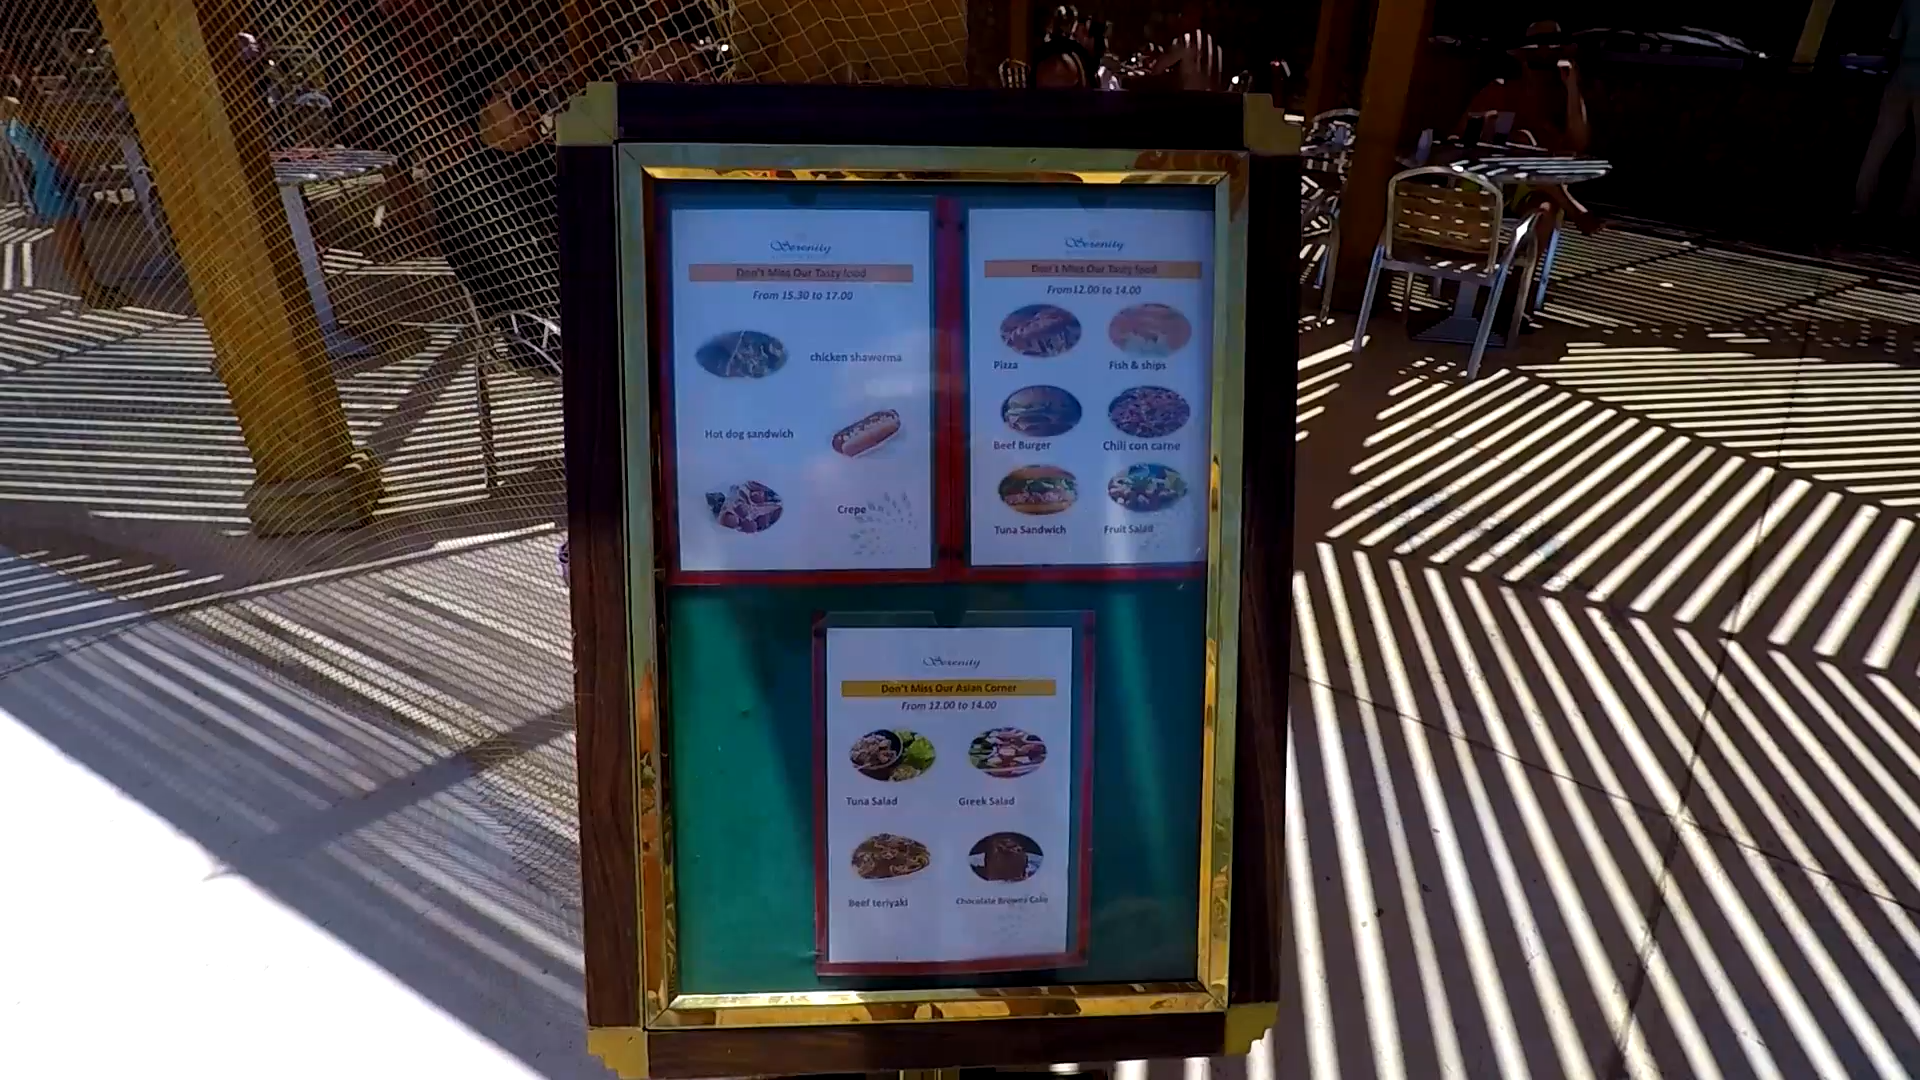 Serenity
Don't Miss Our Tasty food
From 15.30 to 17.00
chicken shawerma
Hot dog sandwich
Crepe
Serenity
Don't Miss Our Tasty food
From 12.00 to 14.00
Pizza
Fish & ships
Beef Burger
Chili con carne
Tuna Sandwich
Fruit Salad
Serenity
Don't Miss Our Asian Corner
From 12.00 to 14.00
Tuna Salad
Greek Salad
Beef teriyaki
Chocolate Brownes Cake